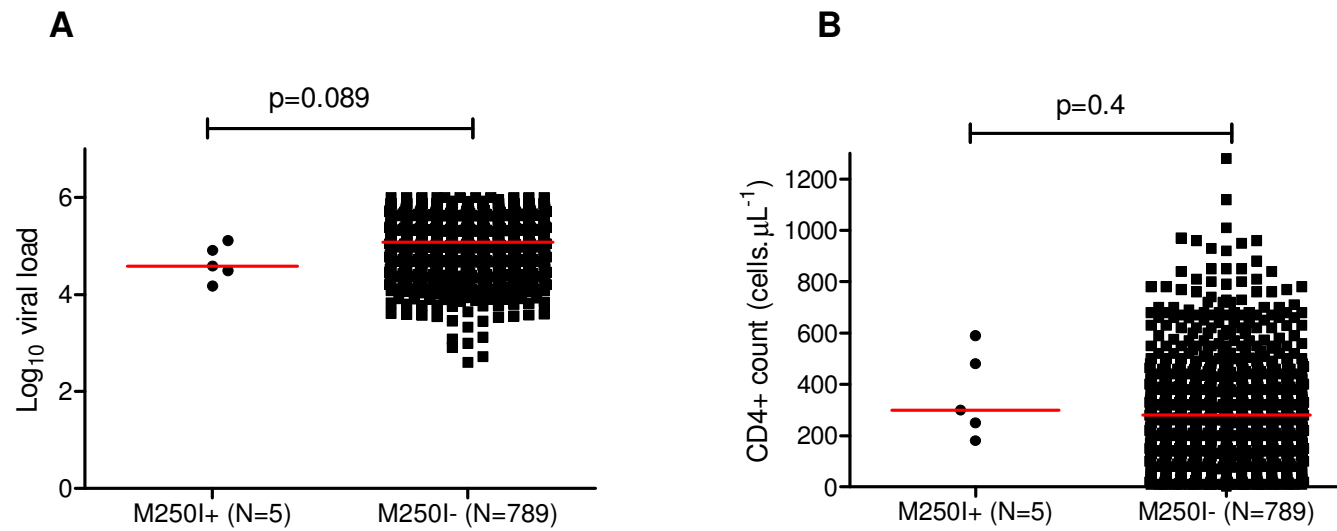 A
p=0.089
Log₁₀ viral load
6
4
2
0
M250I+ (N=5)
M250I- (N=789)
B
p=0.4
CD4+ count (cells.µL⁻¹)
1200
1000
800
600
400
200
0
M250I+ (N=5)
M250I- (N=789)